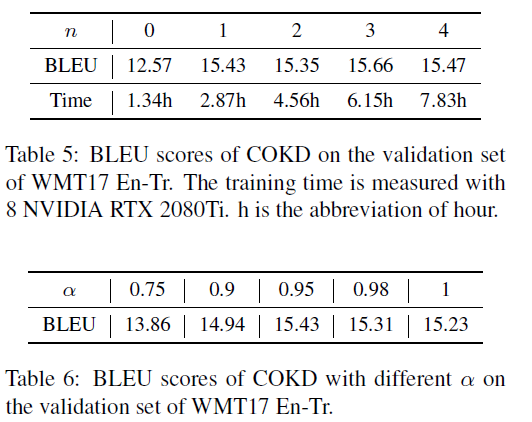 n 0 1 2 3 4
BLEU 12.57 15.43 15.35 15.66 15.47
Time 1.34h 2.87h 4.56h 6.15h 7.83h
Table 5: BLEU scores of COKD on the validation set
of WMT17 En-Tr. The training time is measured with
8 NVIDIA RTX 2080Ti. h is the abbreviation of hour.
α 0.75 0.9 0.95 0.98 1
BLEU 13.86 14.94 15.43 15.31 15.23
Table 6: BLEU scores of COKD with different α on
the validation set of WMT17 En-Tr.